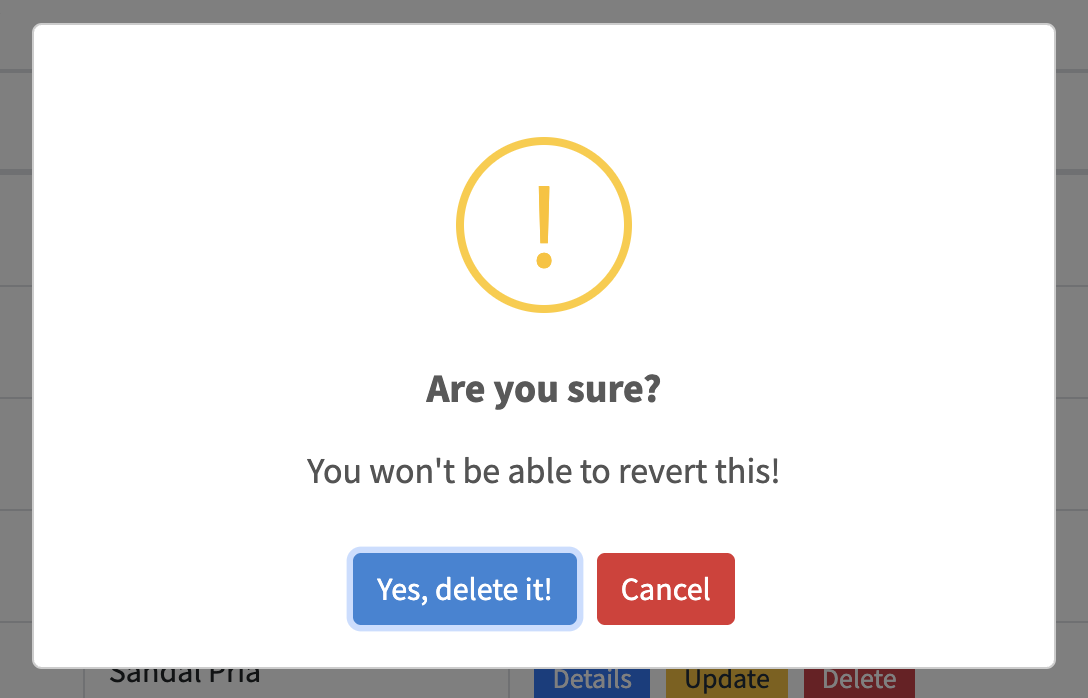 !
Are you sure?
You won't be able to revert this!
Yes, delete it! Cancel
Sandal Pria Details Update Delete